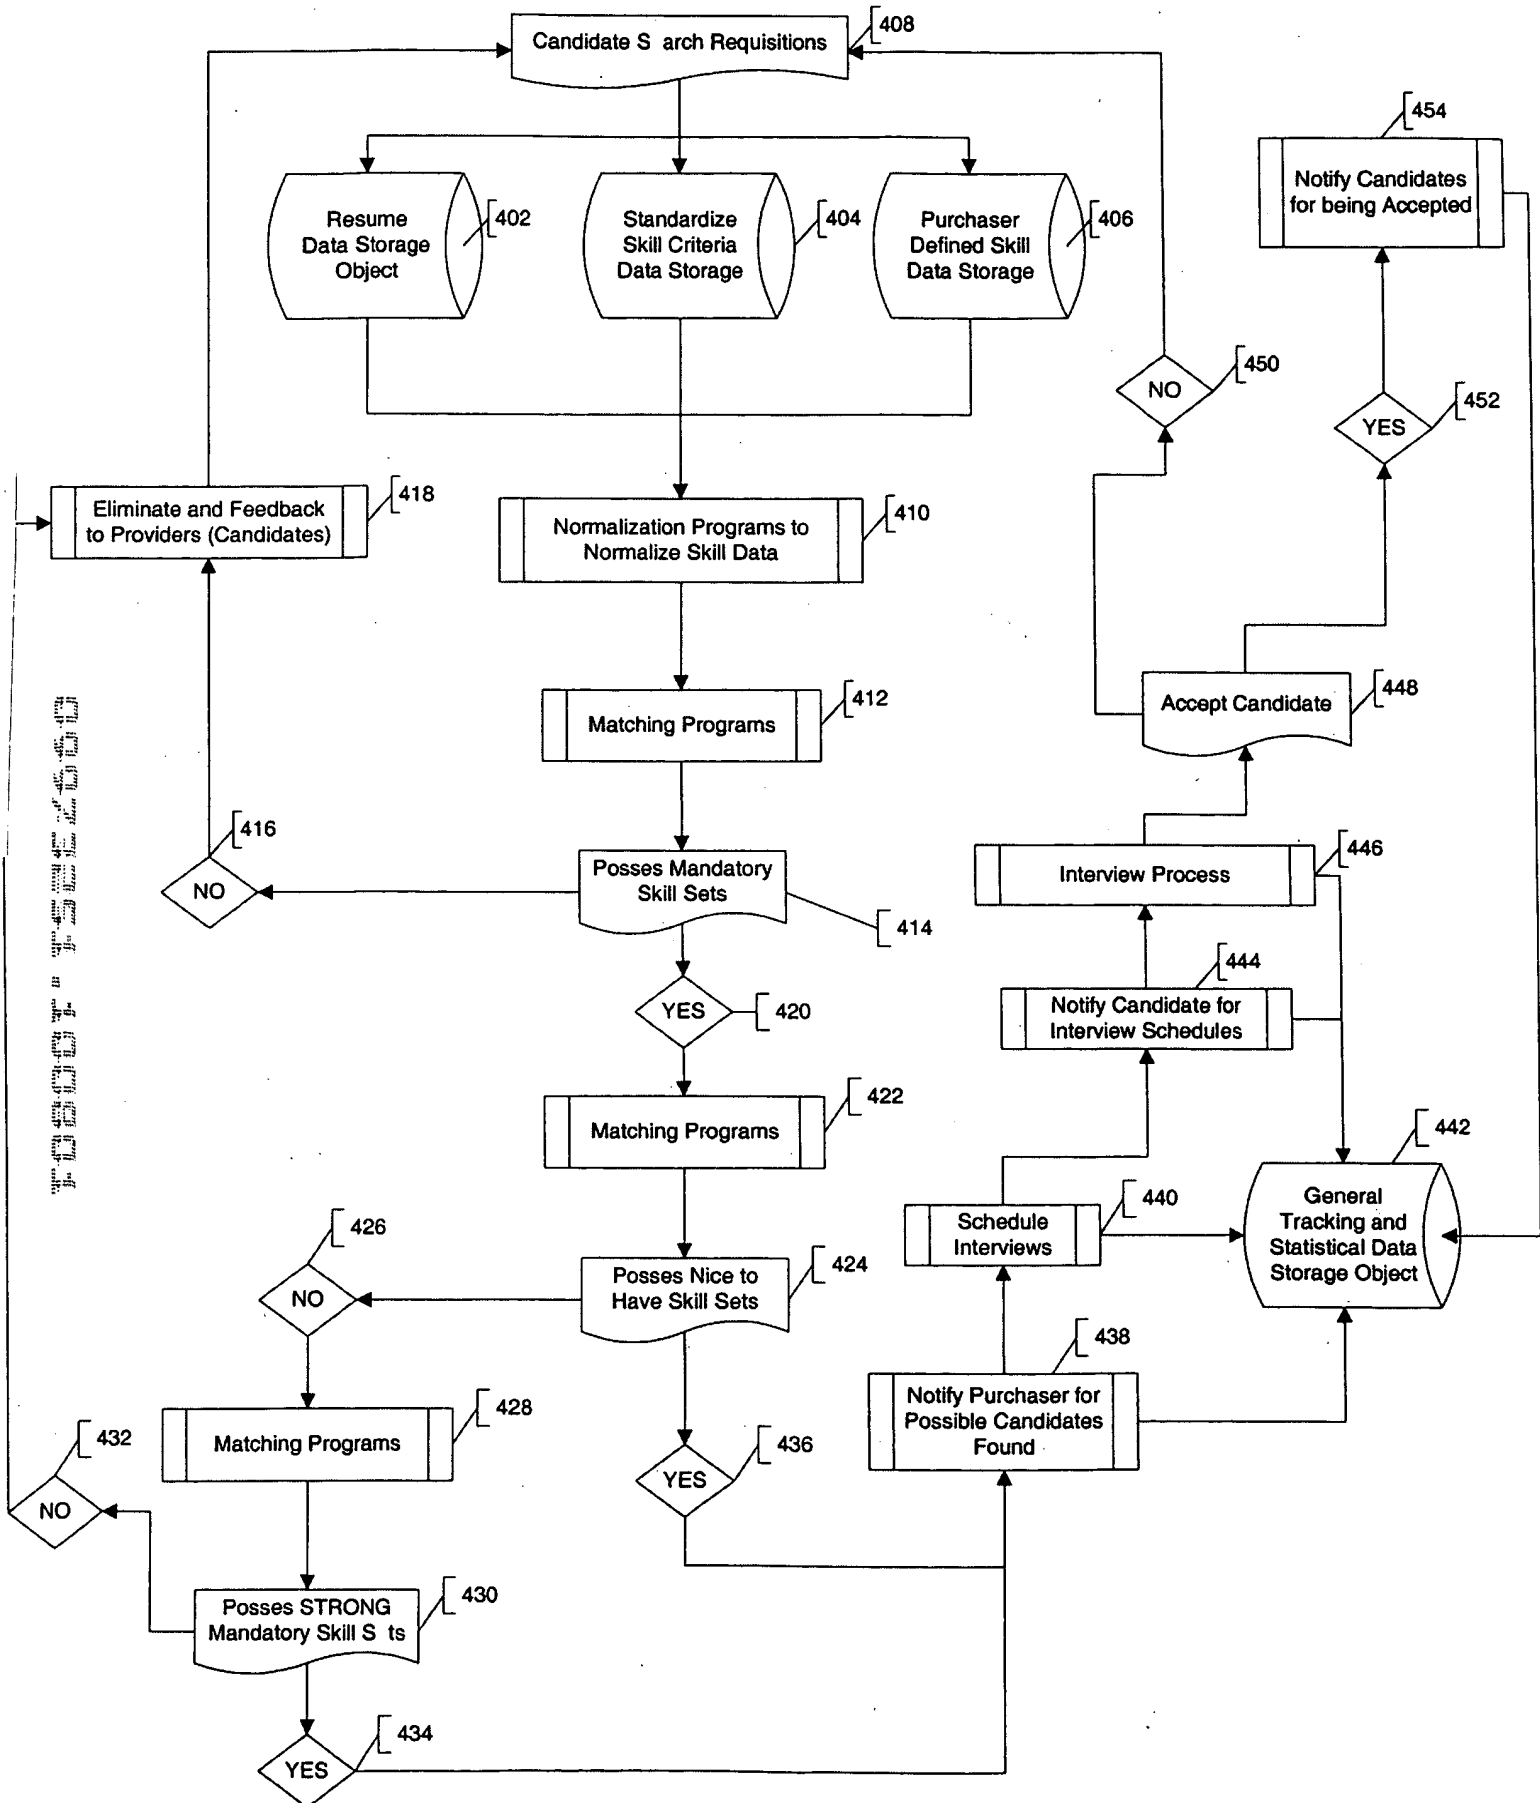 Candidate S arch Requisitions
408
454
Notify Candidates
for being Accepted
Resume
Data Storage
Object
402
Standardize
Skill Criteria
Data Storage
404
Purchaser
Defined Skill
Data Storage
406
NO
450
YES
452
Eliminate and Feedback
to Providers (Candidates)
418
Normalization Programs to
Normalize Skill Data
410
Matching Programs
412
Accept Candidate
448
416
NO
Posses Mandatory
Skill Sets
414
Interview Process
446
YES
420
444
Notify Candidate for
Interview Schedules
Matching Programs
422
442
General
Tracking and
Statistical Data
Storage Object
Schedule
Interviews
440
426
NO
Posses Nice to
Have Skill Sets
424
438
Notify Purchaser for
Possible Candidates
Found
Matching Programs
428
432
NO
YES
436
Posses STRONG
Mandatory Skill S ts
430
YES
434